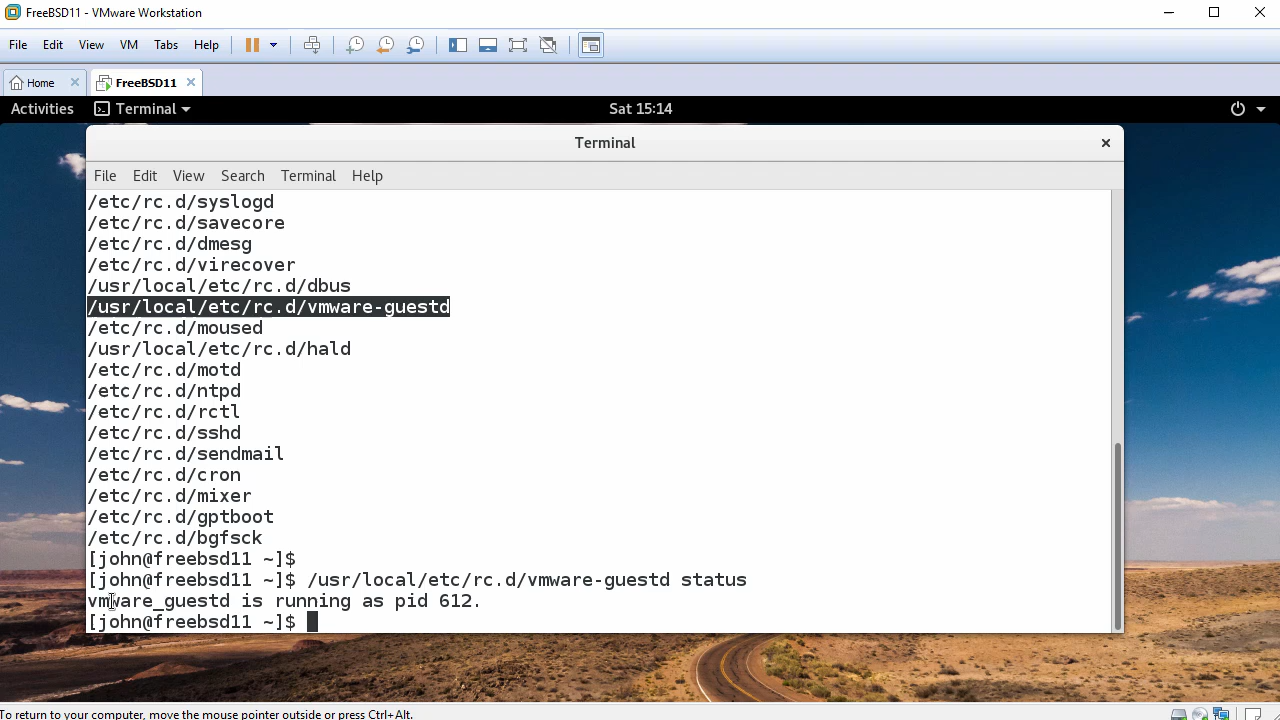 FreeBSD11 - VMware Workstation
File Edit View VM Tabs Help
Home FreeBSD11
Activities Terminal Sat 15:14
Terminal
File Edit View Search Terminal Help
/etc/rc.d/syslogd
/etc/rc.d/savecore
/etc/rc.d/dmesg
/etc/rc.d/virecover
/usr/local/etc/rc.d/dbus
/usr/local/etc/rc.d/vmware-guestd
/etc/rc.d/moused
/usr/local/etc/rc.d/hald
/etc/rc.d/motd
/etc/rc.d/ntpd
/etc/rc.d/rctl
/etc/rc.d/sshd
/etc/rc.d/sendmail
/etc/rc.d/cron
/etc/rc.d/mixer
/etc/rc.d/gptboot
/etc/rc.d/bgfsck
[john@freebsd11 ~]$
[john@freebsd11 ~]$ /usr/local/etc/rc.d/vmware-guestd status
vmware_guestd is running as pid 612.
[john@freebsd11 ~]$
To return to your computer, move the mouse pointer outside or press Ctrl+Alt.